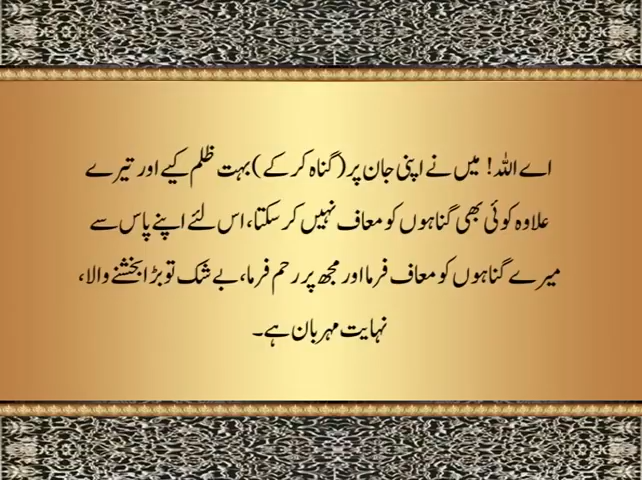 اے اللہ! میں نے اپنی جان پر (گناہ کر کے) بہت ظلم کیے اور تیرے
علاوہ کوئی بھی گناہوں کو معاف نہیں کر سکتا، اس لئے اپنے پاس سے
میرے گناہوں کو معاف فرما اور مجھ پر رحم فرما، بے شک تو بڑا بخشنے والا،
نہایت مہربان ہے۔